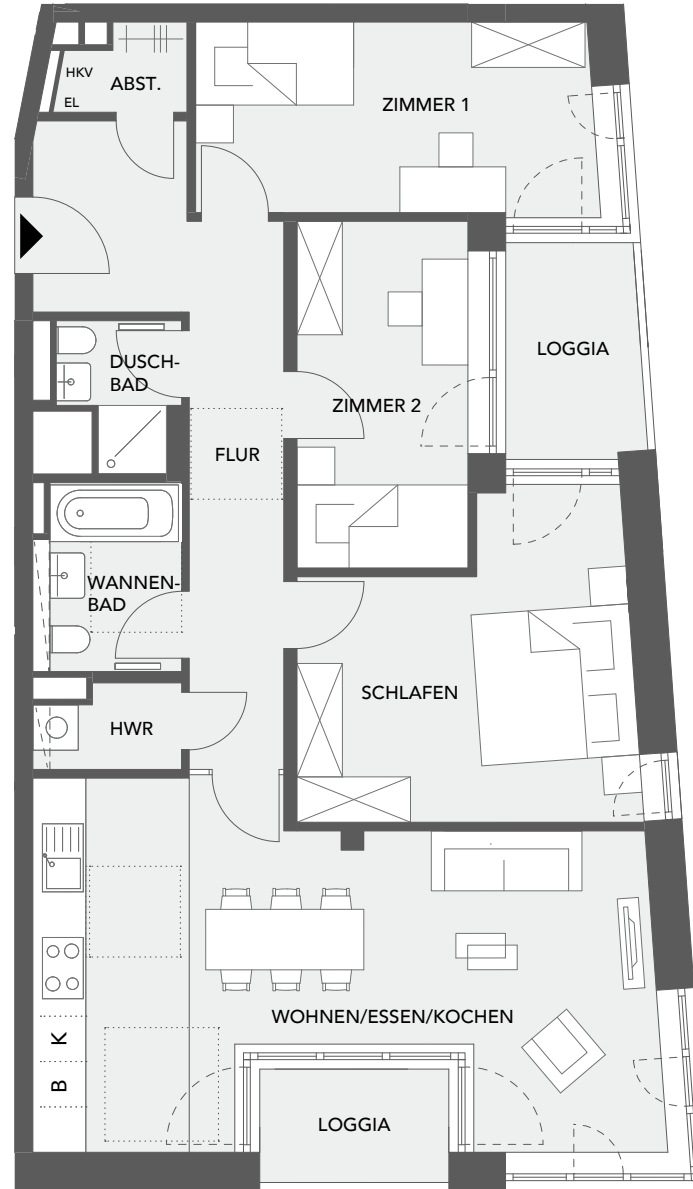 HKV
EL
ABST.
ZIMMER 1
LOGGIA
DUSCH-
BAD
ZIMMER 2
FLUR
WANNEN-
BAD
SCHLAFEN
HWR
WOHNEN/ESSEN/KOCHEN
K
B
LOGGIA